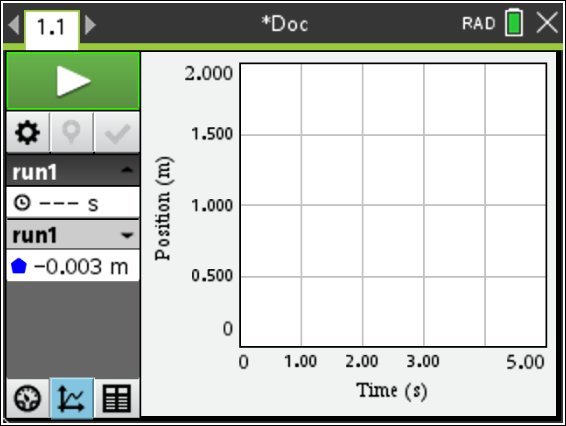 1.1
*Doc
RAD
run1
--- s
run1
-0.003 m
2.000
1.500
1.000
0.500
0
Position (m)
0 1.00 2.00 3.00 5.00
Time (s)